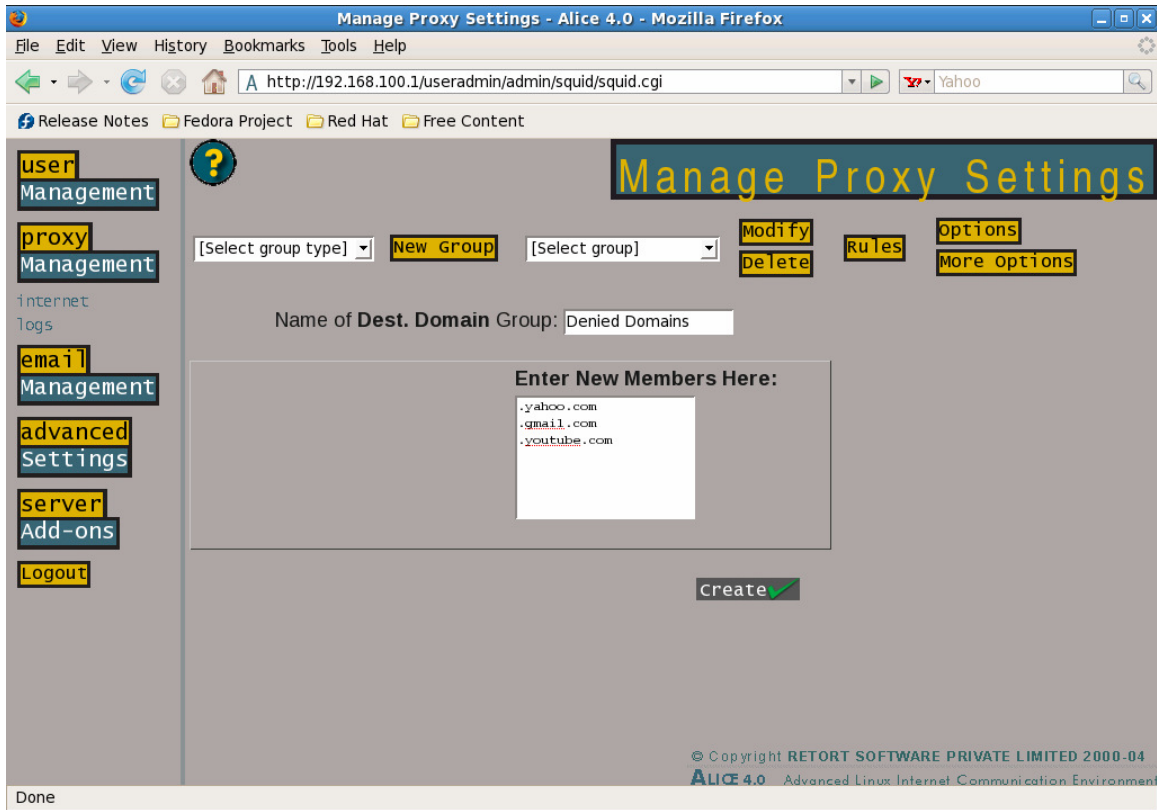 Manage Proxy Settings - Alice 4.0 - Mozilla Firefox
File Edit View History Bookmarks Tools Help
http://192.168.100.1/useradmin/admin/squid/squid.cgi
Yahoo
Release Notes Fedora Project Red Hat Free Content
user
Management
proxy
Management
internet
logs
email
Management
advanced
Settings
server
Add-ons
Logout
?
Manage Proxy Settings
[Select group type] New Group [Select group] Modify Delete Rules Options More Options
Name of Dest. Domain Group: Denied Domains
Enter New Members Here:
.yahoo.com
.gmail.com
.youtube.com
Create
© Copyright RETORT SOFTWARE PRIVATE LIMITED 2000-04
ALICE 4.0 Advanced Linux Internet Communication Environment
Done